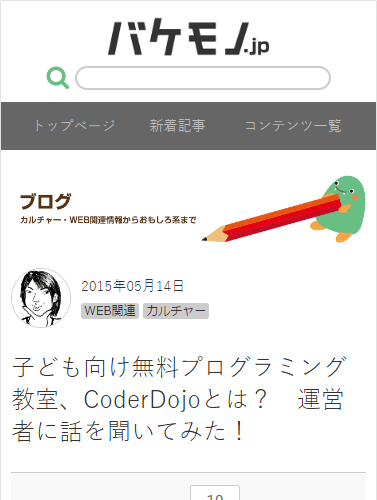 バケモノ.jp
トップページ 新着記事 コンテンツ一覧
ブログ
カルチャー・WEB関連情報からおもしろ系まで
2015年05月14日
WEB関連 カルチャー
子ども向け無料プログラミング
教室、CoderDojoとは？　運営
者に話を聞いてみた！